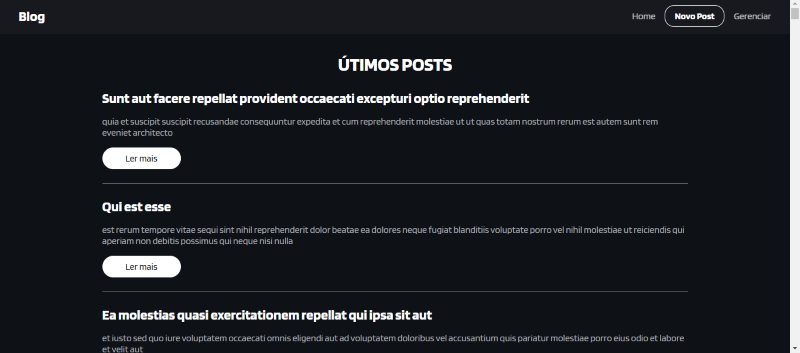 Blog
Home Novo Post Gerenciar
ÚTIMOS POSTS
Sunt aut facere repellat provident occaecati excepturi optio reprehenderit
quia et suscipit suscipit recusandae consequuntur expedita et cum reprehenderit molestiae ut ut quas totam nostrum rerum est autem sunt rem
eveniet architecto
Ler mais
Qui est esse
est rerum tempore vitae sequi sint nihil reprehenderit dolor beatae ea dolores neque fugiat blanditiis voluptate porro vel nihil molestiae ut reiciendis qui
aperiam non debitis possimus qui neque nisi nulla
Ler mais
Ea molestias quasi exercitationem repellat qui ipsa sit aut
et iusto sed quo iure voluptatem occaecati omnis eligendi aut ad voluptatem doloribus vel accusantium quis pariatur molestiae porro eius odio et labore
et velit aut